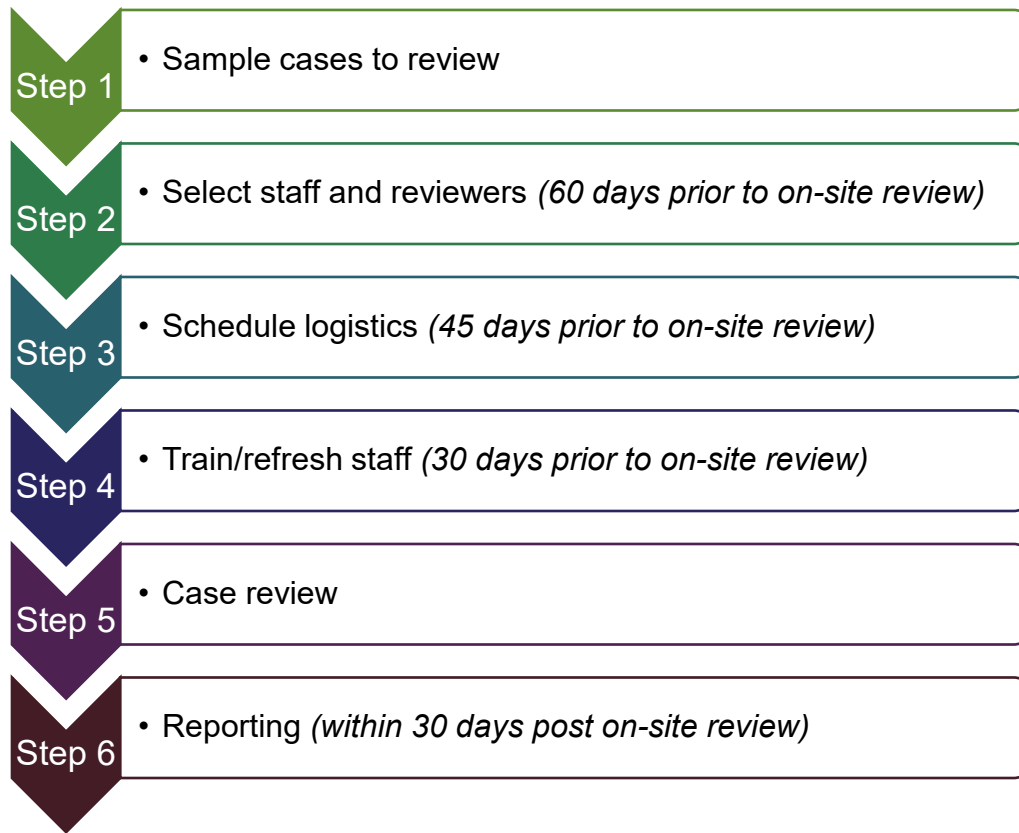 Step 1
• Sample cases to review
Step 2
• Select staff and reviewers (60 days prior to on-site review)
Step 3
• Schedule logistics (45 days prior to on-site review)
Step 4
• Train/refresh staff (30 days prior to on-site review)
Step 5
• Case review
Step 6
• Reporting (within 30 days post on-site review)